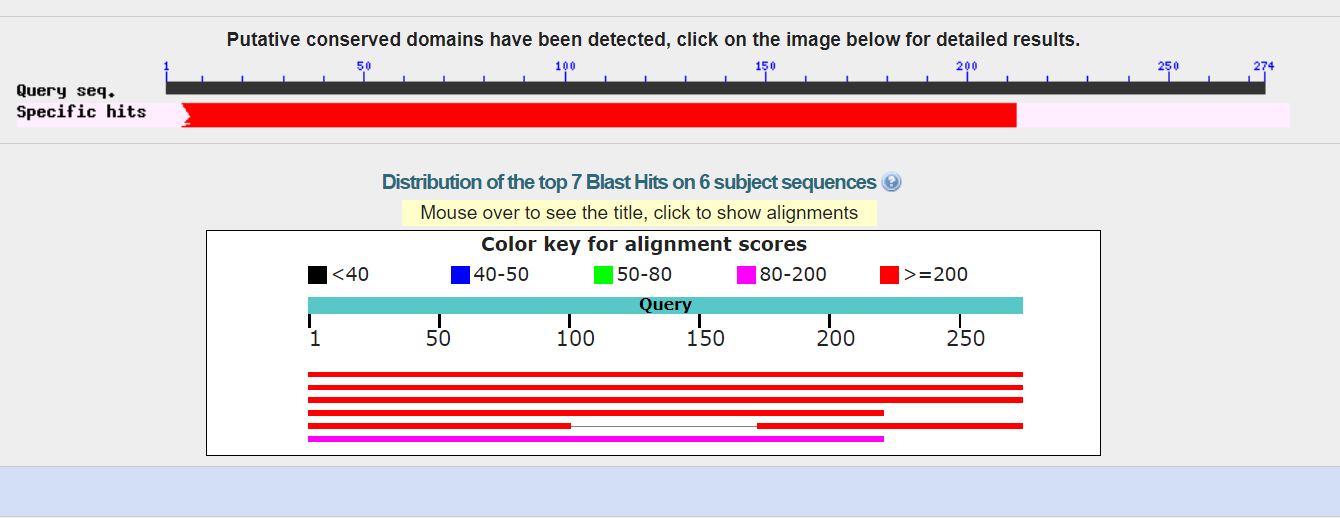 Putative conserved domains have been detected, click on the image below for detailed results.
1 50 100 150 200 250 274
Query seq.
Specific hits
Distribution of the top 7 Blast Hits on 6 subject sequences ?
Mouse over to see the title, click to show alignments
Color key for alignment scores
<40 40-50 50-80 80-200 >=200
Query
1 50 100 150 200 250